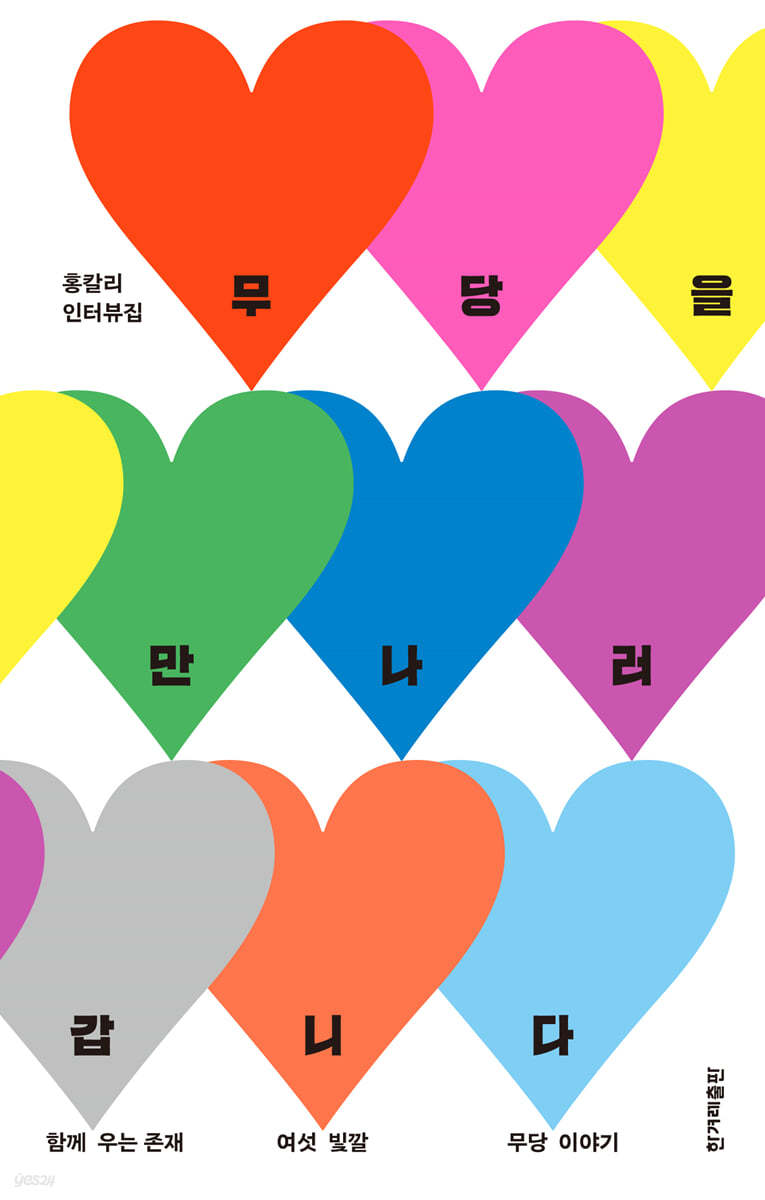 홍칼리
인터뷰집
무 당 을
만 나 러
갑 니 다
함께 우는 존재 여섯 빛깔 무당 이야기
한겨레출판
yes24